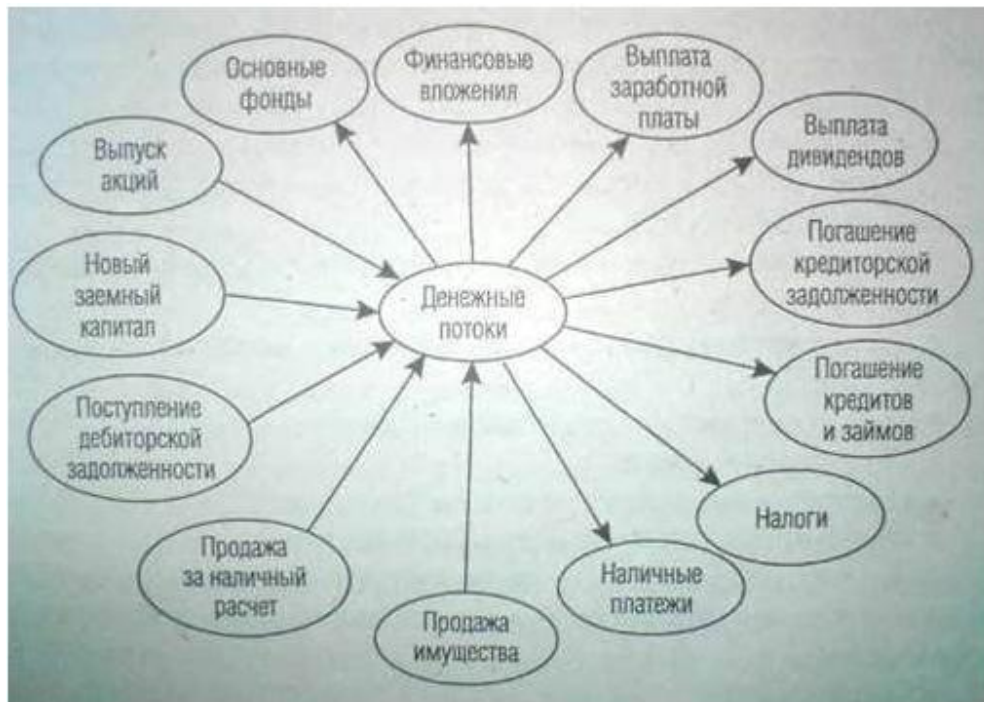 Основные
фонды
Финансовые
вложения
Выплата
заработной
платы
Выплата
дивидендов
Выпуск
акций
Новый
заемный
капитал
Денежные
потоки
Погашение
кредиторской
задолженности
Поступление
дебиторской
задолженности
Погашение
кредитов
и займов
Продажа
за наличный
расчет
Продажа
имущества
Наличные
платежи
Налоги